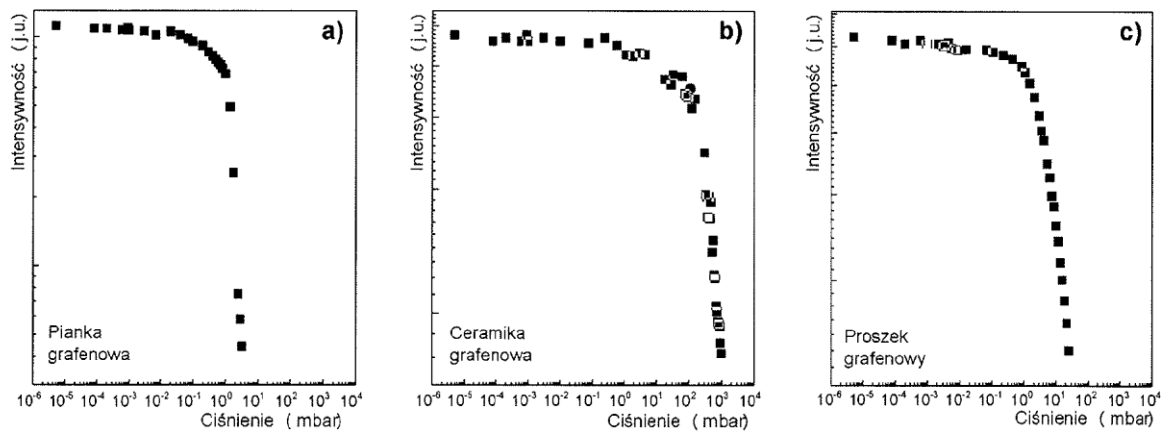 a)
Intensywność ( j.u.)
Pianka
grafenowa
10⁻⁶ 10⁻⁵ 10⁻⁴ 10⁻³ 10⁻² 10⁻¹ 10⁰ 10¹ 10² 10³ 10⁴
Ciśnienie ( mbar)
b)
Intensywność ( j.u.)
Ceramika
grafenowa
10⁻⁶ 10⁻⁵ 10⁻⁴ 10⁻³ 10⁻² 10⁻¹ 10⁰ 10¹ 10² 10³ 10⁴
Ciśnienie ( mbar)
c)
Intensywność ( j.u.)
Proszek
grafenowy
10⁻⁶ 10⁻⁵ 10⁻⁴ 10⁻³ 10⁻² 10⁻¹ 10⁰ 10¹ 10² 10³ 10⁴
Ciśnienie ( mbar)